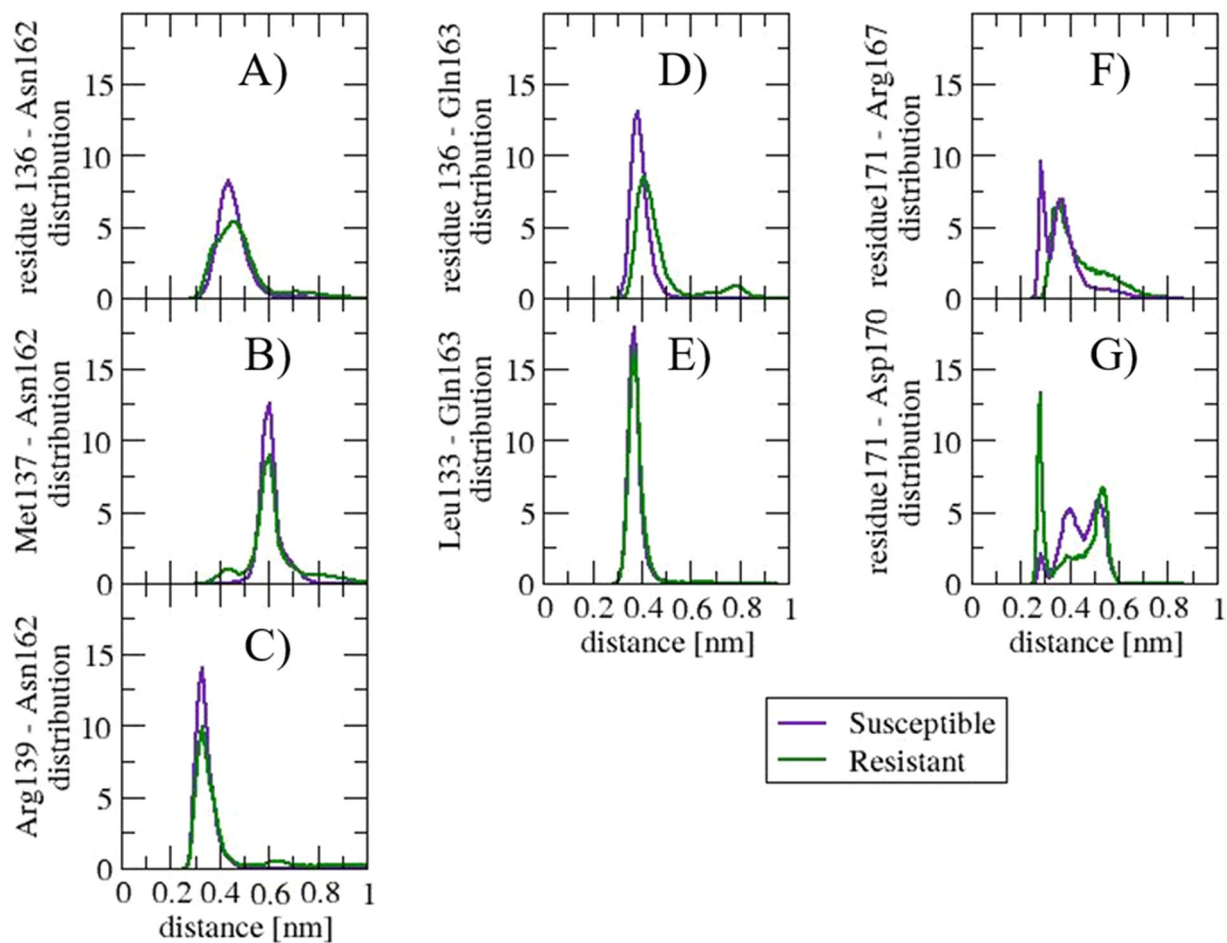 residue 136 - Asn162
distribution
A)
15
10
5
0
Met137 - Asn162
distribution
B)
15
10
5
0
Arg139 - Asn162
distribution
C)
15
10
5
0
0 0.2 0.4 0.6 0.8 1
distance [nm]
residue 136 - Gln163
distribution
D)
15
10
5
0
Leu133 - Gln163
distribution
E)
15
10
5
0
0 0.2 0.4 0.6 0.8 1
distance [nm]
residue171 - Arg167
distribution
F)
15
10
5
0
residue171 - Asp170
distribution
G)
15
10
5
0
0 0.2 0.4 0.6 0.8 1
distance [nm]
Susceptible
Resistant